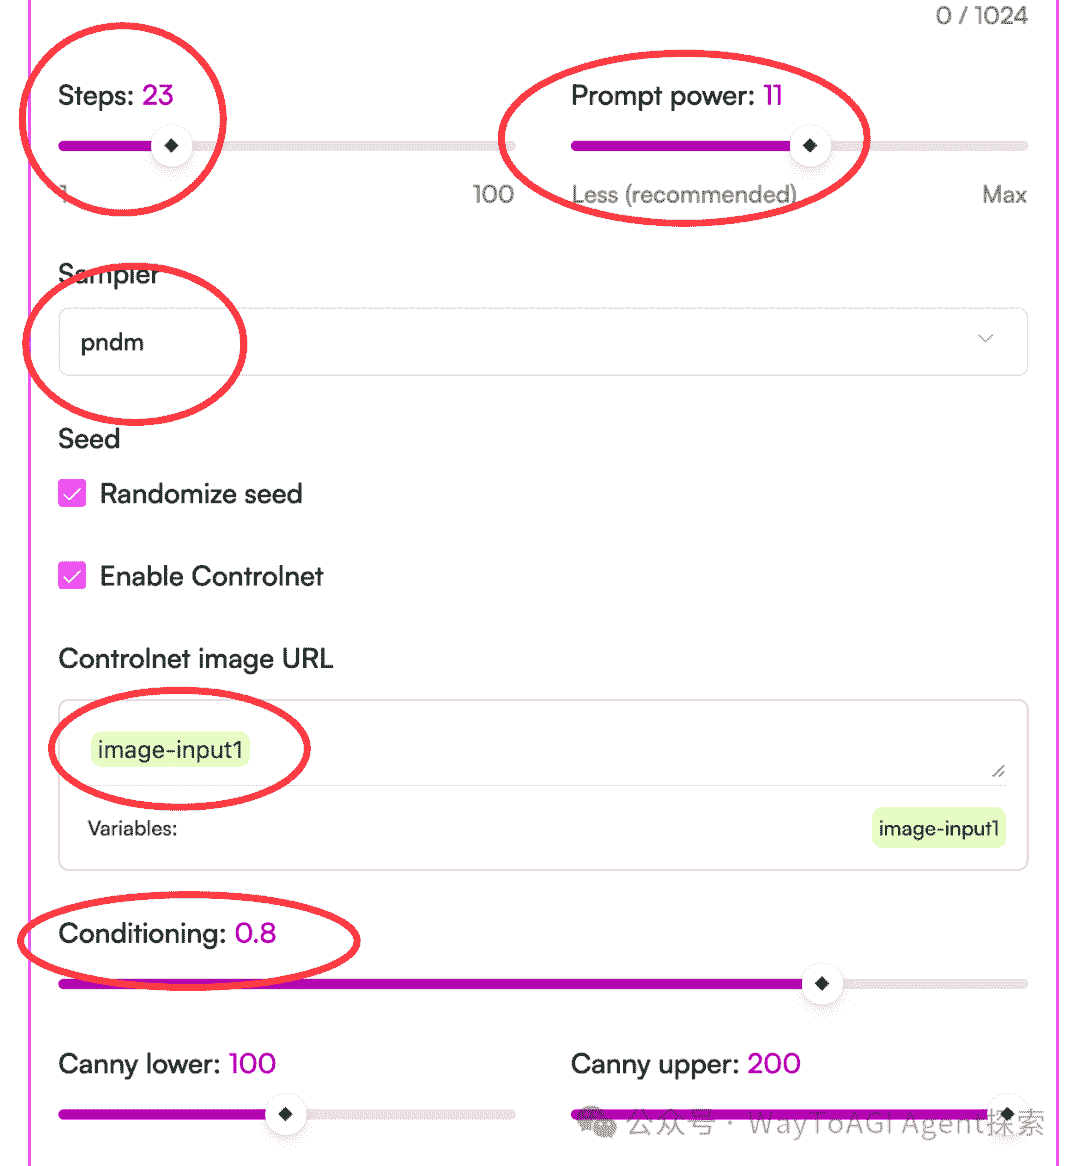 0 / 1024
Steps: 23
Prompt power: 11
1
100
Less (recommended)
Max
Sampler
pndm
Seed
Randomize seed
Enable Controlnet
Controlnet image URL
image-input1
Variables:
image-input1
Conditioning: 0.8
Canny lower: 100
Canny upper: 200
公众号 · WayToAGI Agent探索